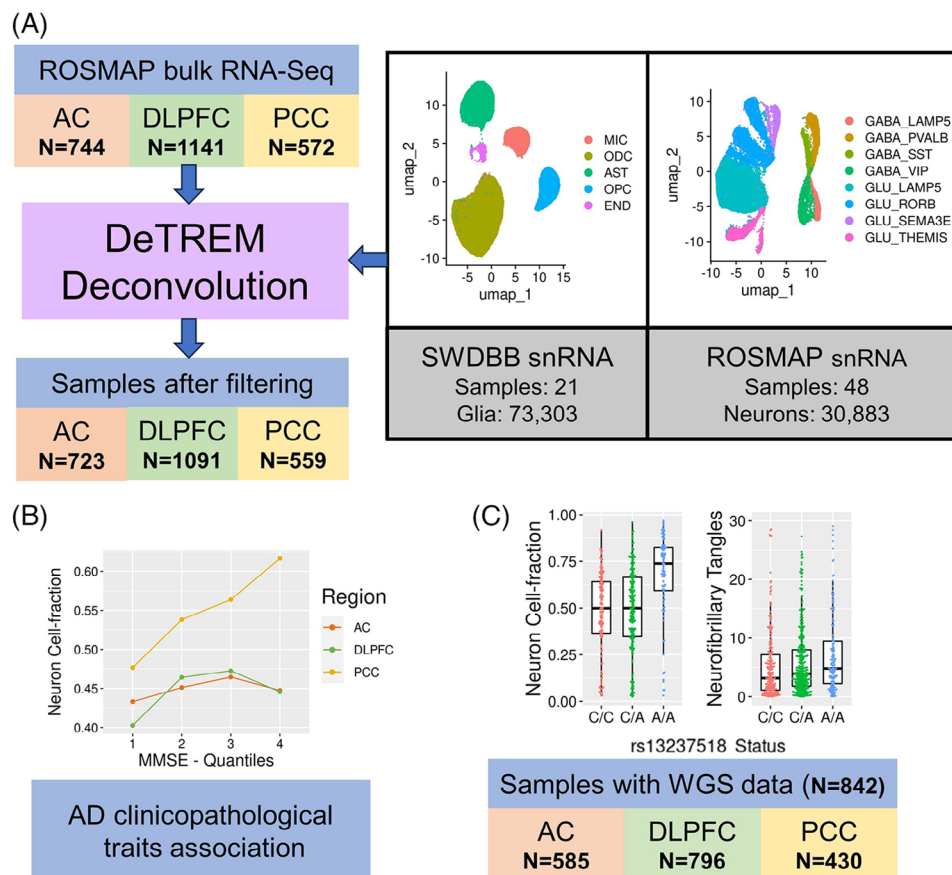 (A)
ROSMAP bulk RNA-Seq
AC DLPFC PCC
N=744 N=1141 N=572
DeTREM
Deconvolution
Samples after filtering
AC DLPFC PCC
N=723 N=1091 N=559
umap_2
10
5
0
-5
-10
-5 0 5 10 15
umap_1
MIC
ODC
AST
OPC
END
umap_2
10
5
0
-5
-10
-10 -5 0 5 10
umap_1
GABA_LAMP5
GABA_PVALB
GABA_SST
GABA_VIP
GLU_LAMP5
GLU_RORB
GLU_SEMA3E
GLU_THEMIS
SWDBB snRNA
Samples: 21
Glia: 73,303
ROSMAP snRNA
Samples: 48
Neurons: 30,883
(B)
Neuron Cell-fraction
0.60
0.55
0.50
0.45
0.40
1 2 3 4
MMSE - Quantiles
Region
AC
DLPFC
PCC
AD clinicopathological
traits association
(C)
Neuron Cell-fraction
1.00
0.75
0.50
0.25
0.00
C/C C/A A/A
Neurofibrillary Tangles
30
20
10
0
C/C C/A A/A
rs13237518 Status
Samples with WGS data (N=842)
AC DLPFC PCC
N=585 N=796 N=430